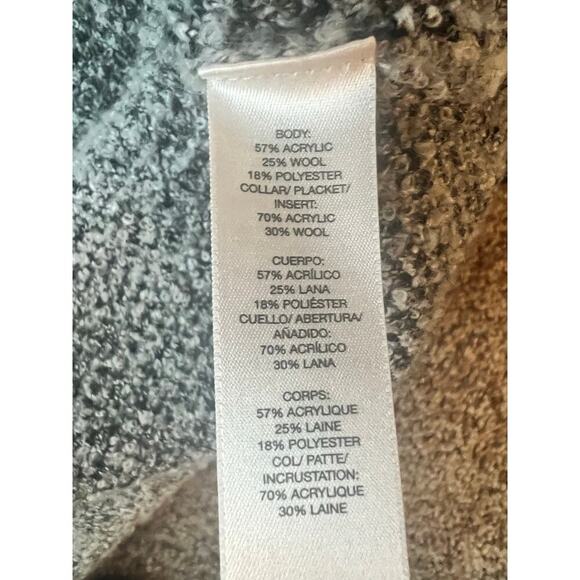 BODY:
57% ACRYLIC
25% WOOL
18% POLYESTER
COLLAR/ PLACKET/
INSERT:
70% ACRYLIC
30% WOOL
CUERPO:
57% ACRÍLICO
25% LANA
18% POLIÉSTER
CUELLO/ ABERTURA/
AÑADIDO:
70% ACRÍLICO
30% LANA
CORPS:
57% ACRYLIQUE
25% LAINE
18% POLYESTER
COL/ PATTE/
INCRUSTATION:
70% ACRYLIQUE
30% LAINE